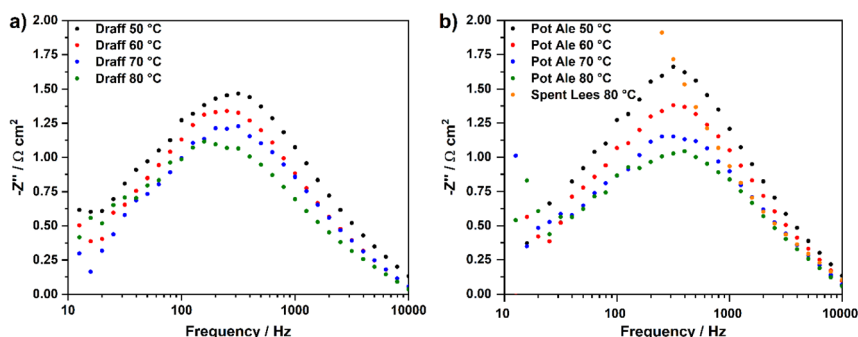 a)
Draff 50 °C
Draff 60 °C
Draff 70 °C
Draff 80 °C
2.00
1.75
1.50
1.25
1.00
0.75
0.50
0.25
0.00
-Z'' / Ω cm²
10
100
1000
10000
Frequency / Hz
b)
Pot Ale 50 °C
Pot Ale 60 °C
Pot Ale 70 °C
Pot Ale 80 °C
Spent Lees 80 °C
2.00
1.75
1.50
1.25
1.00
0.75
0.50
0.25
0.00
-Z'' / Ω cm²
10
100
1000
10000
Frequency / Hz